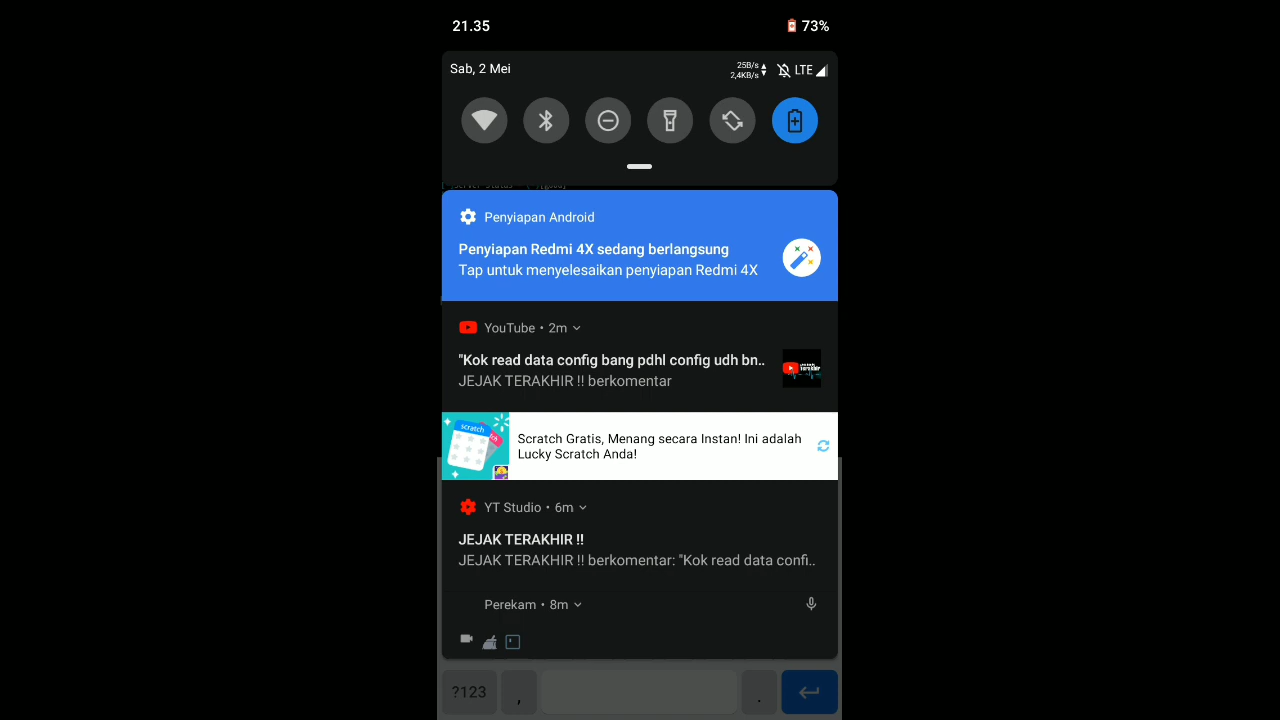 21.35
73%
Sab, 2 Mei
25B/s
2,4KB/s
LTE
Penyiapan Android
Penyiapan Redmi 4X sedang berlangsung
Tap untuk menyelesaikan penyiapan Redmi 4X
YouTube • 2m
"Kok read data config bang pdhl config udh bn..
JEJAK TERAKHIR !! berkomentar
scratch
Scratch Gratis, Menang secara Instan! Ini adalah
Lucky Scratch Anda!
YT Studio • 6m
JEJAK TERAKHIR !!
JEJAK TERAKHIR !! berkomentar: "Kok read data confi..
Perekam • 8m
?123
,
.